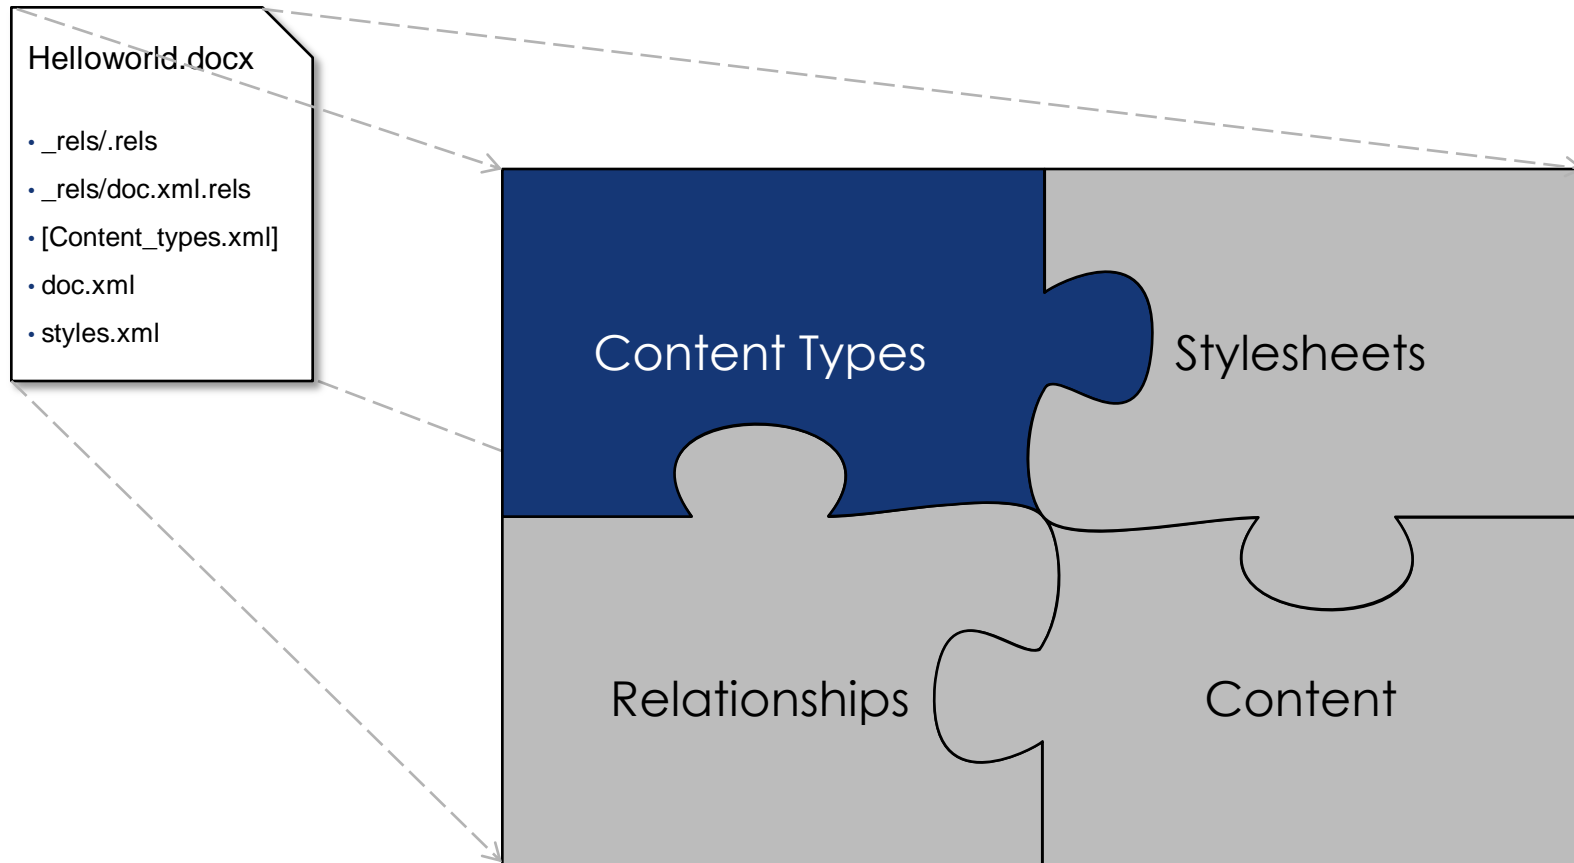 Helloworld.docx
• _rels/.rels
• _rels/doc.xml.rels
• [Content_types.xml]
• doc.xml
• styles.xml
Content Types
Stylesheets
Relationships
Content